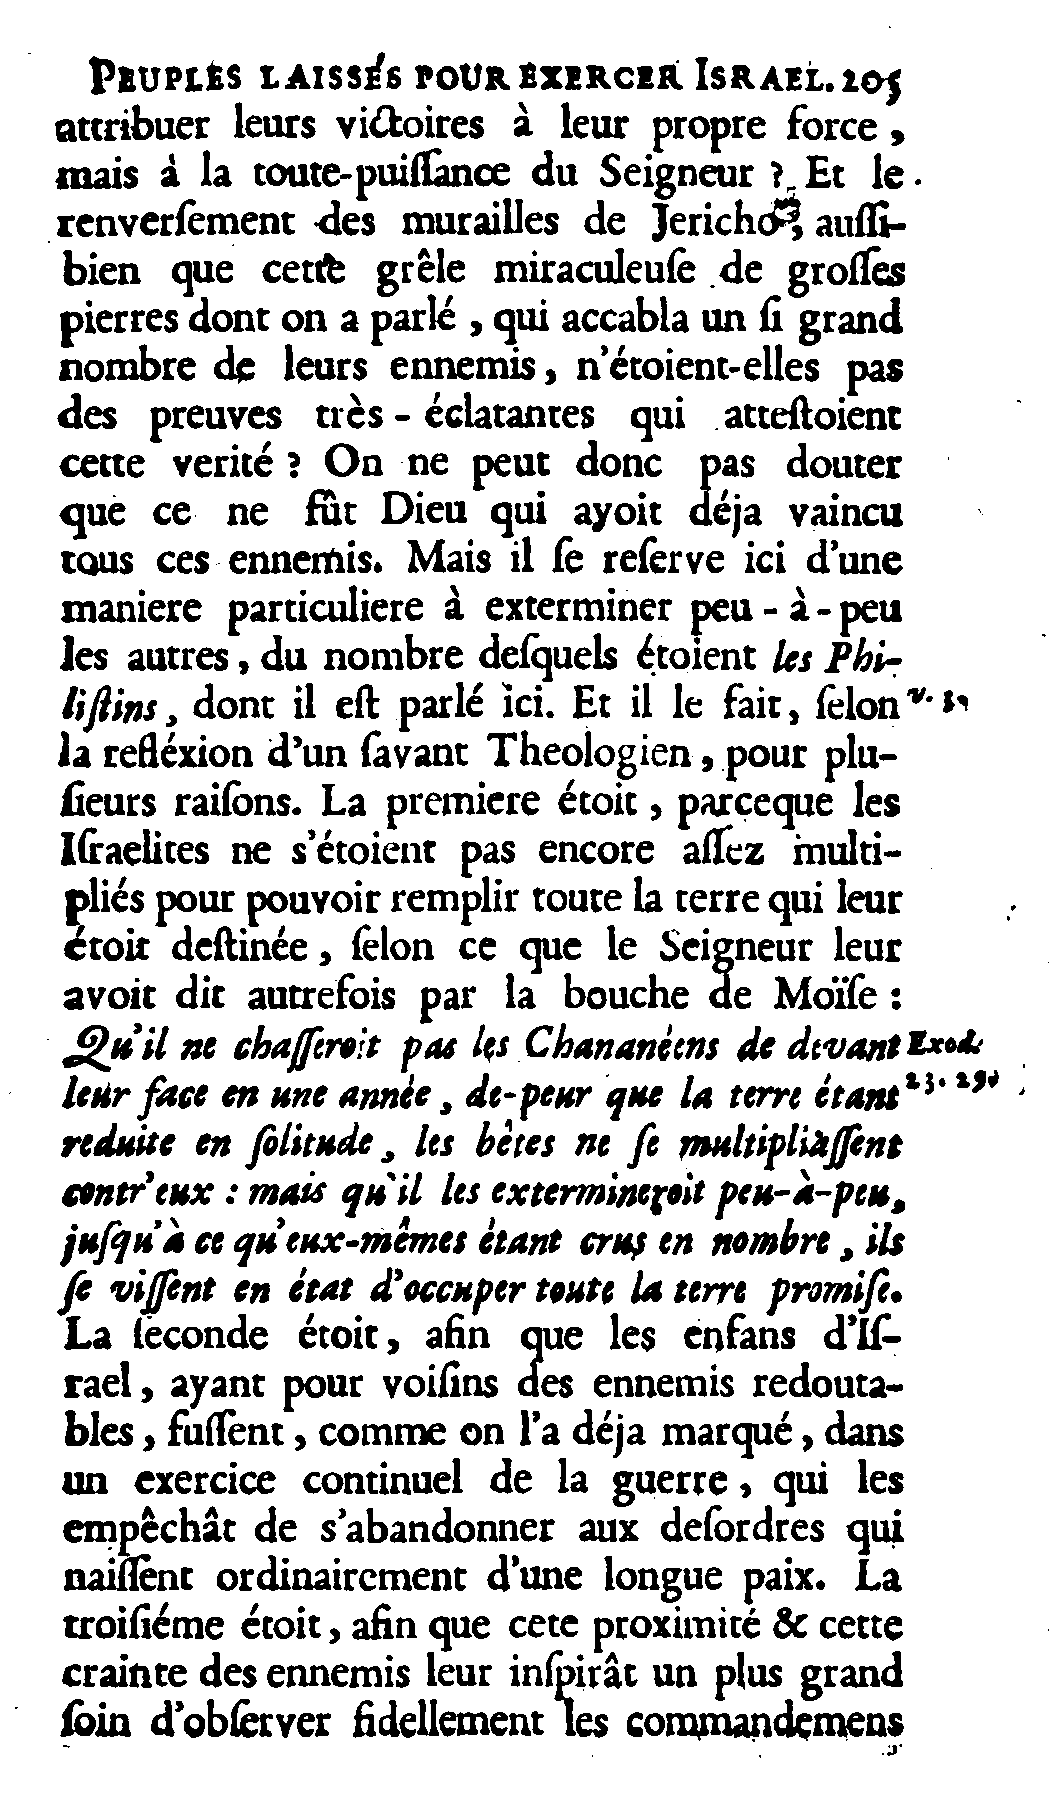 PEUPLES LAISSÉS POUR EXERCER ISRAEL. 205
attribuer leurs victoires à leur propre force ,
mais à la toute-puiſſance du Seigneur ? Et le
renverſement des murailles de Jericho , auſſi-
bien que cette grêle miraculeuſe de groſſes
pierres dont on a parlé , qui accabla un ſi grand
nombre de leurs ennemis, n'étoient-elles pas
des preuves très - éclatantes qui atteſtoient
cette verité ? On ne peut donc pas douter
que ce ne fût Dieu qui ayoit déja vaincu
tous ces ennemis. Mais il ſe reſerve ici d'une
maniere particuliere à exterminer peu - à - peu
les autres , du nombre deſquels étoient les Phi-
liſtins , dont il eſt parlé ici. Et il le fait, ſelon v. 3.
la refléxion d'un ſavant Theologien , pour plu-
ſieurs raiſons. La premiere étoit , parceque les
Iſraelites ne s'étoient pas encore aſſez multi-
pliés pour pouvoir remplir toute la terre qui leur
étoit deſtinée , ſelon ce que le Seigneur leur
avoit dit autrefois par la bouche de Moïſe :
Qu'il ne chaſſeroit pas les Chananéens de devant Exod.
leur face en une année , de-peur que la terre étant 23. 29.
reduite en ſolitude , les bêtes ne ſe multipliaſſent
contr'eux : mais qu'il les extermineroit peu-à-peu,
juſqu'à ce qu'eux-mêmes étant crus en nombre , ils
ſe viſſent en état d'occuper toute la terre promiſe.
La ſeconde étoit, afin que les enfans d'Iſ-
rael , ayant pour voiſins des ennemis redouta-
bles , fuſſent , comme on l'a déja marqué , dans
un exercice continuel de la guerre , qui les
empêchât de s'abandonner aux deſordres qui
naiſſent ordinairement d'une longue paix. La
troiſiéme étoit , afin que cete proximité & cette
crainte des ennemis leur inſpirât un plus grand
ſoin d'obſerver fidellement les commandemens